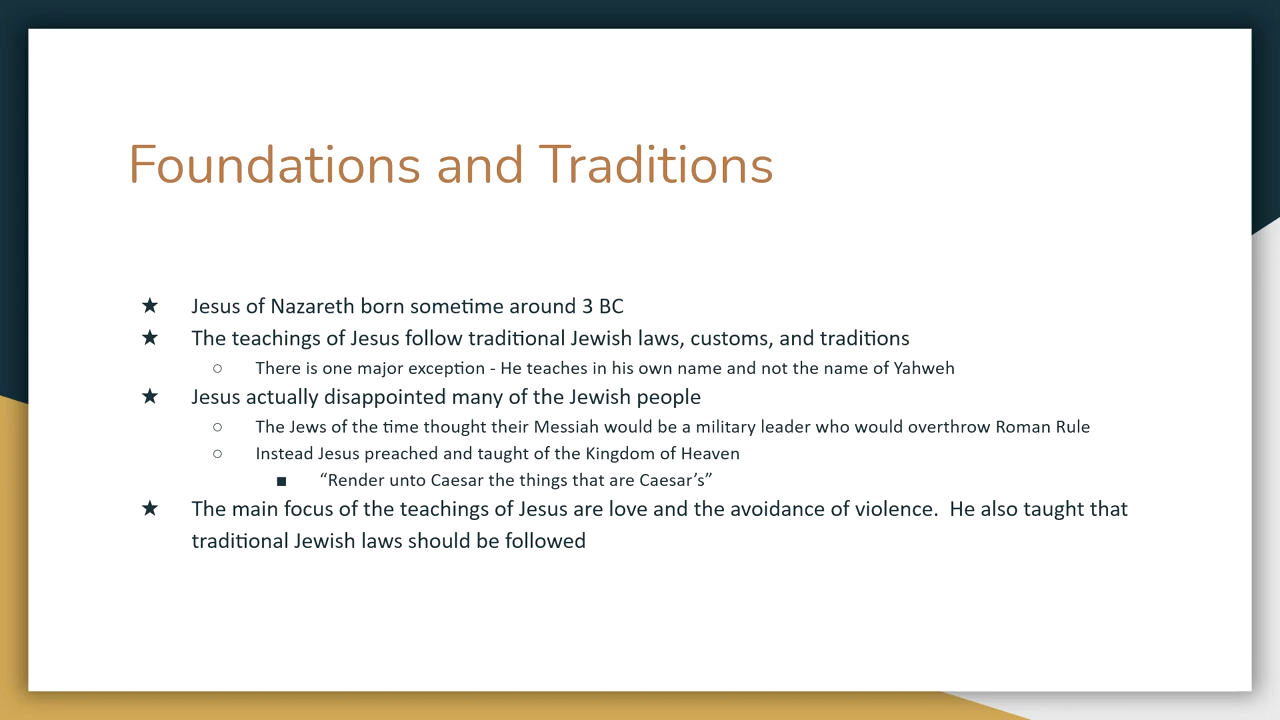 Foundations and Traditions
★ Jesus of Nazareth born sometime around 3 BC
★ The teachings of Jesus follow traditional Jewish laws, customs, and traditions
○ There is one major exception - He teaches in his own name and not the name of Yahweh
★ Jesus actually disappointed many of the Jewish people
○ The Jews of the time thought their Messiah would be a military leader who would overthrow Roman Rule
○ Instead Jesus preached and taught of the Kingdom of Heaven
■ “Render unto Caesar the things that are Caesar’s”
★ The main focus of the teachings of Jesus are love and the avoidance of violence.  He also taught that
traditional Jewish laws should be followed